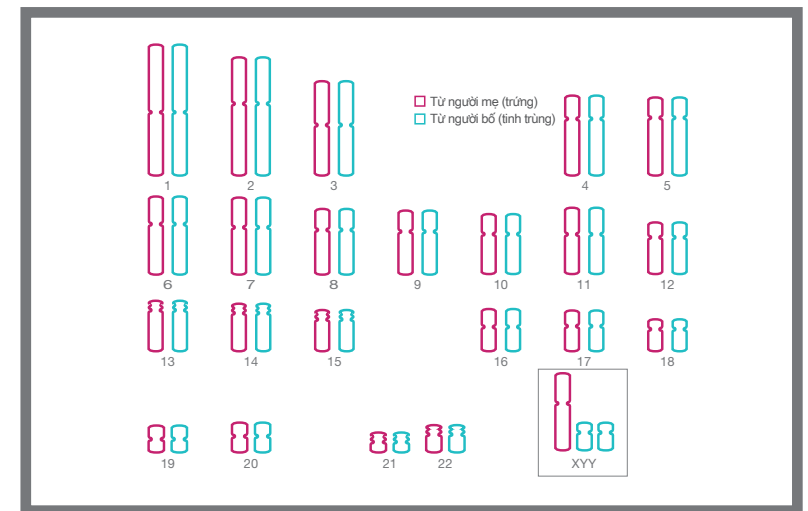 Từ người mẹ (trứng)
Từ người bố (tinh trùng)
1 2 3 4 5
6 7 8 9 10 11 12
13 14 15 16 17 18
19 20 21 22 XYY